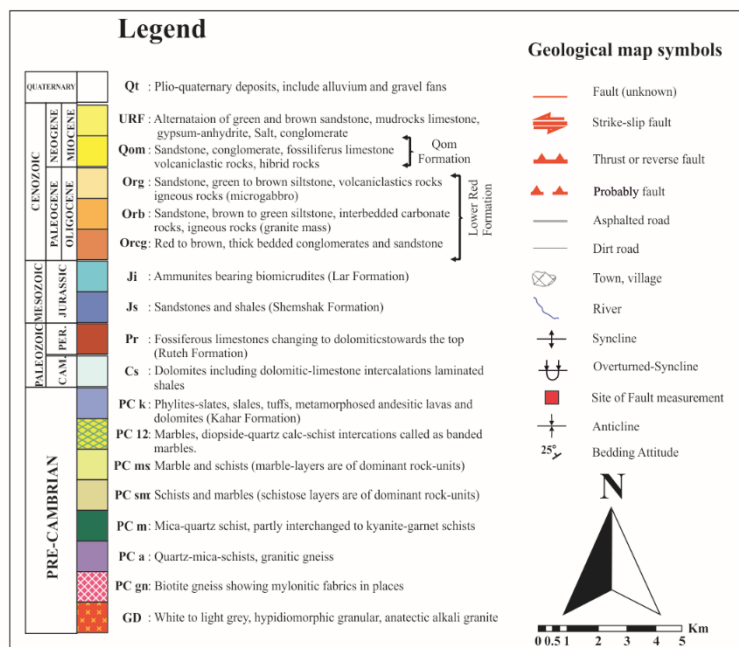 Legend
QUATERNARY
Qt : Plio-quaternary deposits, include alluvium and gravel fans
CENOZOIC
NEOGENE
MIOCENE
URF : Alternataion of green and brown sandstone, mudrocks limestone,
gypsum-anhydrite, Salt, conglomerate
Qom : Sandstone, conglomerate, fossiliferus limestone
volcaniclastic rocks, hibrid rocks
Qom
Formation
PALEOGENE
OLIGOCENE
Org : Sandstone, green to brown siltstone, volcaniclastics rocks
igneous rocks (microgabbro)
Orb : Sandstone, brown to green siltstone, interbedded carbonate
rocks, igneous rocks (granite mass)
Orcg : Red to brown, thick bedded conglomerates and sandstone
Lower Red
Formation
MESOZOIC
JURASSIC
Ji : Ammunites bearing biomicrudites (Lar Formation)
Js : Sandstones and shales (Shemshak Formation)
PALEOZOIC
PER.
Pr : Fossiferous limestones changing to dolomiticstowards the top
(Ruteh Formation)
CAM.
Cs : Dolomites including dolomitic-limestone intercalations laminated
shales
PRE-CAMBRIAN
PC k : Phylites-slates, slales, tuffs, metamorphosed andesitic lavas and
dolomites (Kahar Formation)
PC 12: Marbles, diopside-quartz calc-schist intercations called as banded
marbles.
PC ms: Marble and schists (marble-layers are of dominant rock-units)
PC sm: Schists and marbles (schistose layers are of dominant rock-units)
PC m: Mica-quartz schist, partly interchanged to kyanite-garnet schists
PC a : Quartz-mica-schists, granitic gneiss
PC gn: Biotite gneiss showing mylonitic fabrics in places
GD : White to light grey, hypidiomorphic granular, anatectic alkali granite
Geological map symbols
Fault (unknown)
Strike-slip fault
Thrust or reverse fault
Probably fault
Asphalted road
Dirt road
Town, village
River
Syncline
Overturned-Syncline
Site of Fault measurement
Anticline
25° Bedding Attitude
N
Km
0 0.5 1 2 3 4 5